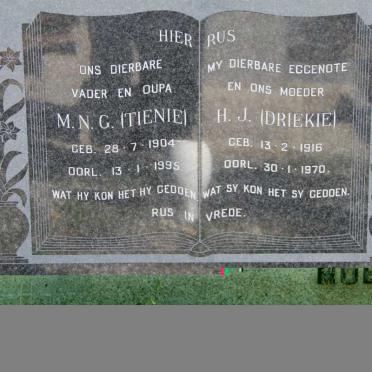 HIER RUS
ONS DIERBARE
VADER EN OUPA
M.N.G. (TIENIE)
GEB. 28-7-1904
OORL. 13-1-1995
WAT HY KON HET HY GEDOEN.
MY DIERBARE EGGENOTE
EN ONS MOEDER
H.J. (DRIEKIE)
GEB. 13-2-1916
OORL. 30-1-1970.
WAT SY KON HET SY GEDOEN.
RUS IN VREDE.